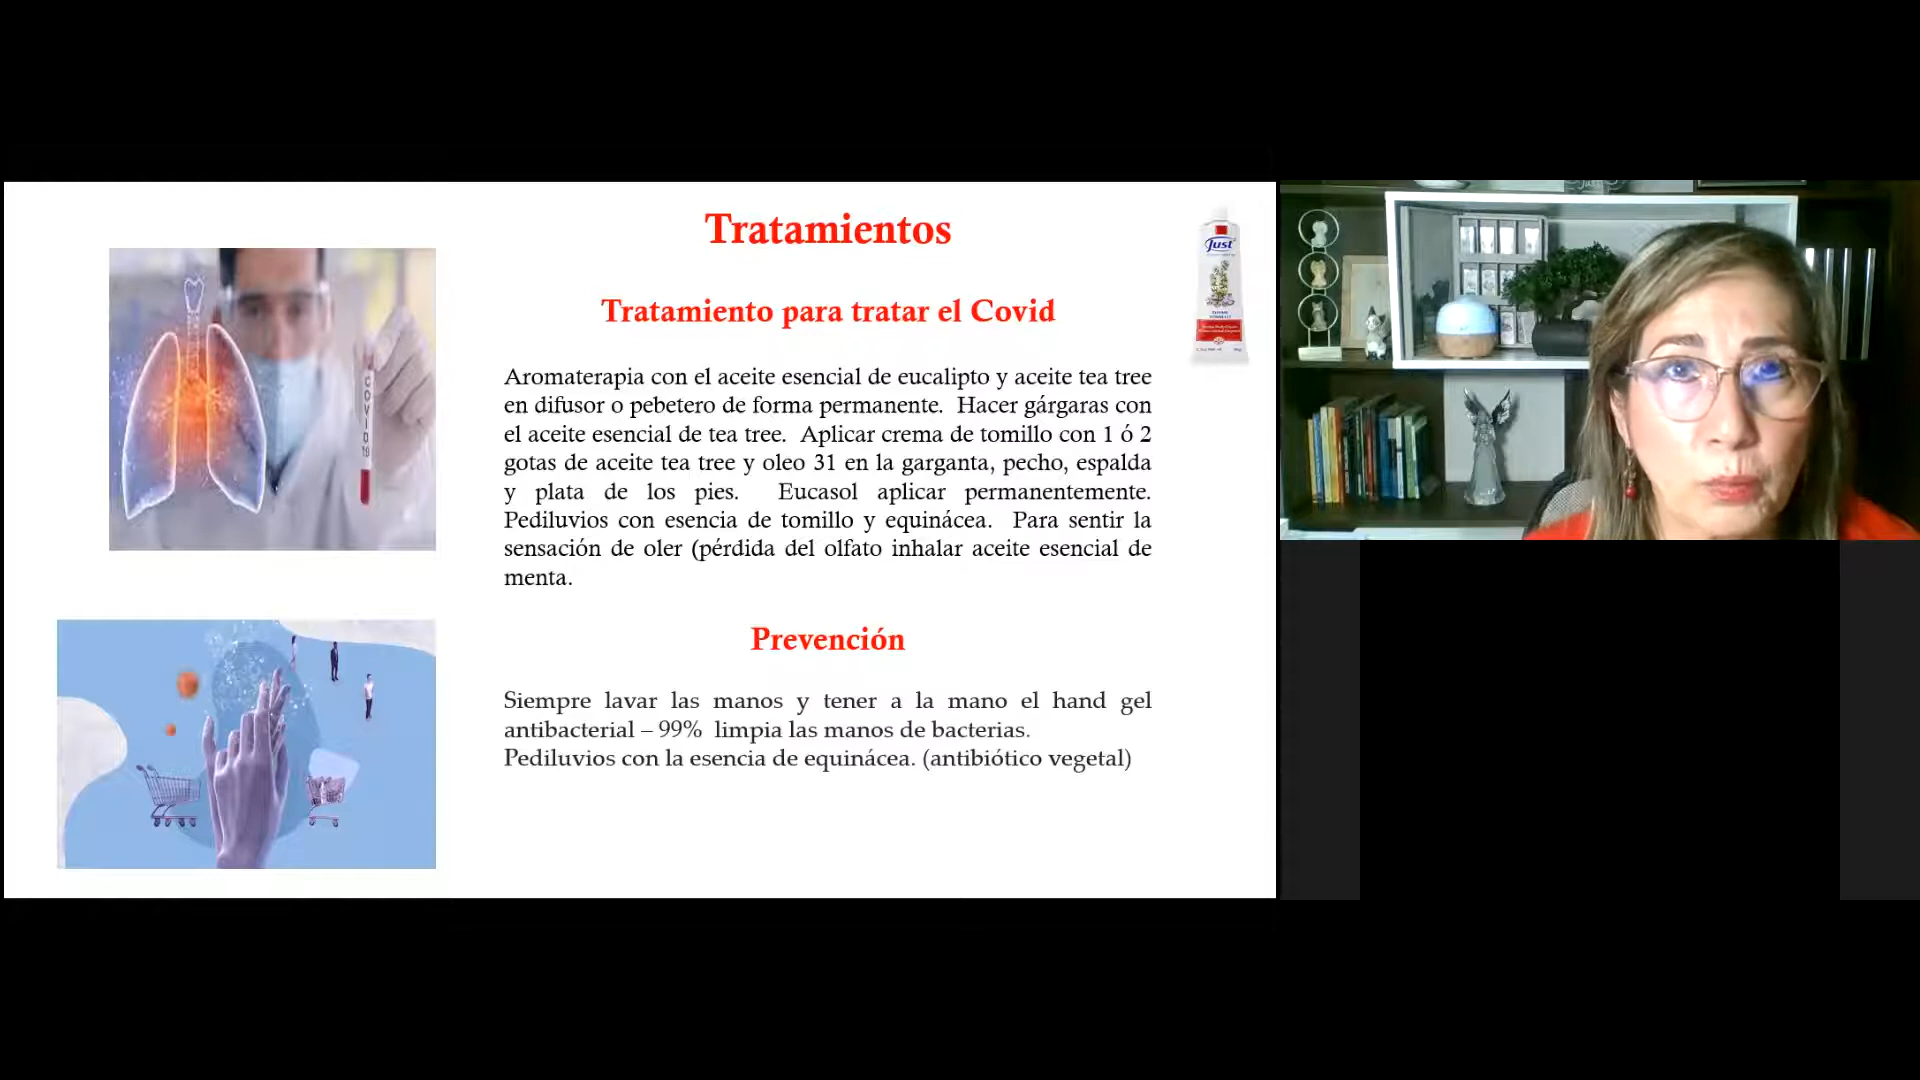 Tratamientos
Tratamiento para tratar el Covid
Aromaterapia con el aceite esencial de eucalipto y aceite tea tree
en difusor o pebetero de forma permanente. Hacer gárgaras con
el aceite esencial de tea tree. Aplicar crema de tomillo con 1 ó 2
gotas de aceite tea tree y oleo 31 en la garganta, pecho, espalda
y plata de los pies. Eucasol aplicar permanentemente.
Pediluvios con esencia de tomillo y equinácea. Para sentir la
sensación de oler (pérdida del olfato inhalar aceite esencial de
menta.
Prevención
Siempre lavar las manos y tener a la mano el hand gel
antibacterial – 99% limpia las manos de bacterias.
Pediluvios con la esencia de equinácea. (antibiótico vegetal)
Just
COVID